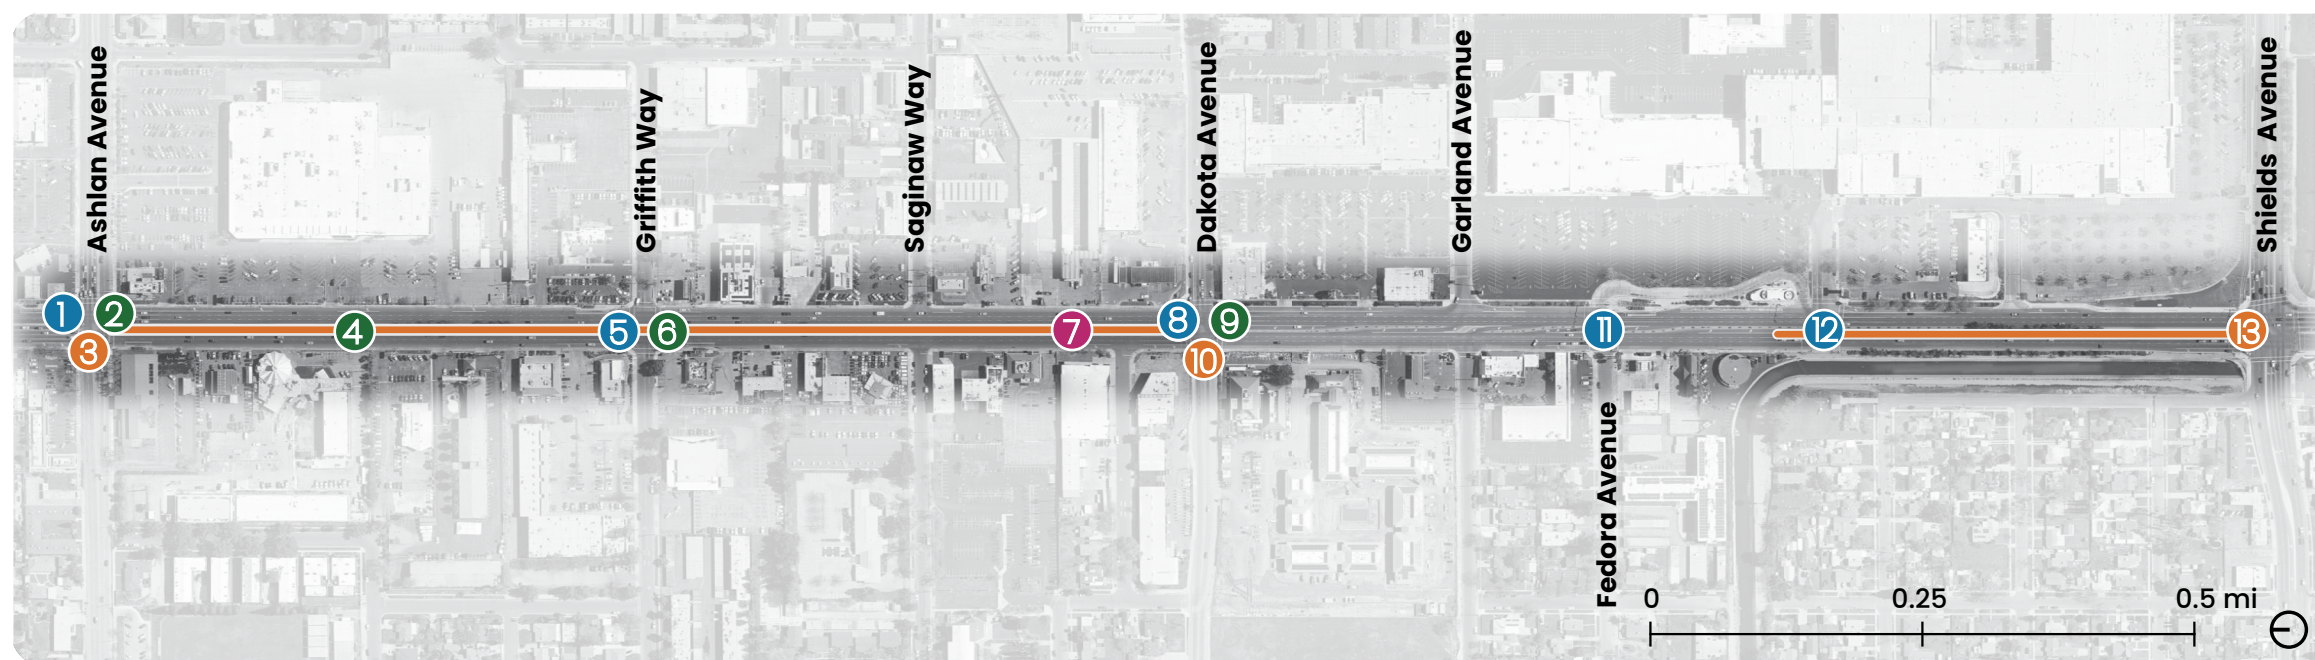 Ashlan Avenue
Griffith Way
Saginaw Way
Dakota Avenue
Garland Avenue
Shields Avenue
1
2
3
4
5
6
7
8
9
10
11
12
13
Fedora Avenue
0 0.25 0.5 mi